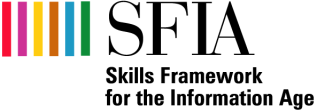 SFIA
Skills Framework
for the Information Age